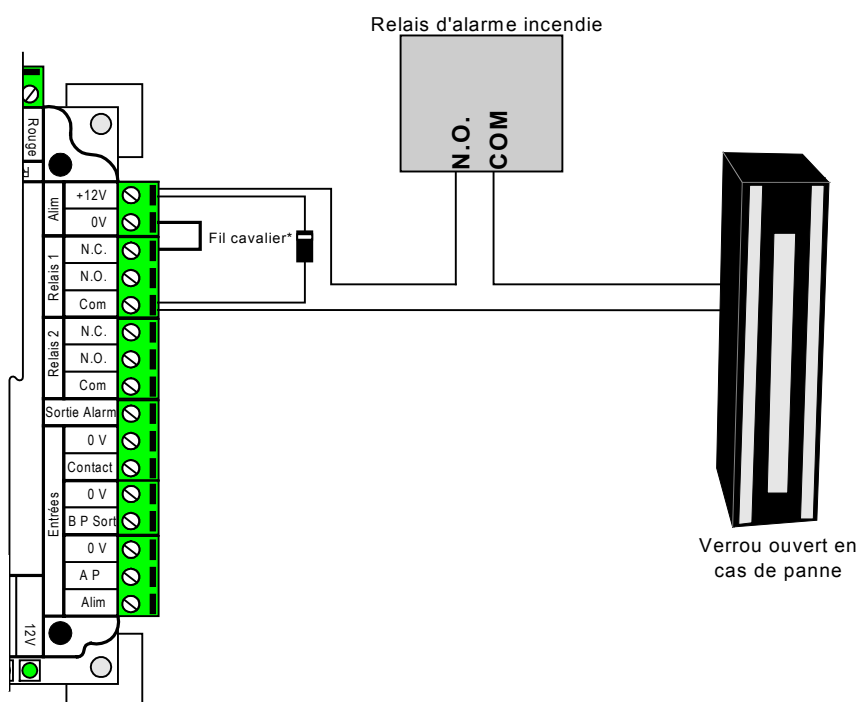 Relais d'alarme incendie
N.O.
COM
Rouge
Alim
+12V
0V
Fil cavalier*
Relais 1
N.C.
N.O.
Com
Relais 2
N.C.
N.O.
Com
Sortie Alarm
Entrées
0 V
Contact
0 V
B P Sort
0 V
A P
Alim
12V
Verrou ouvert en
cas de panne